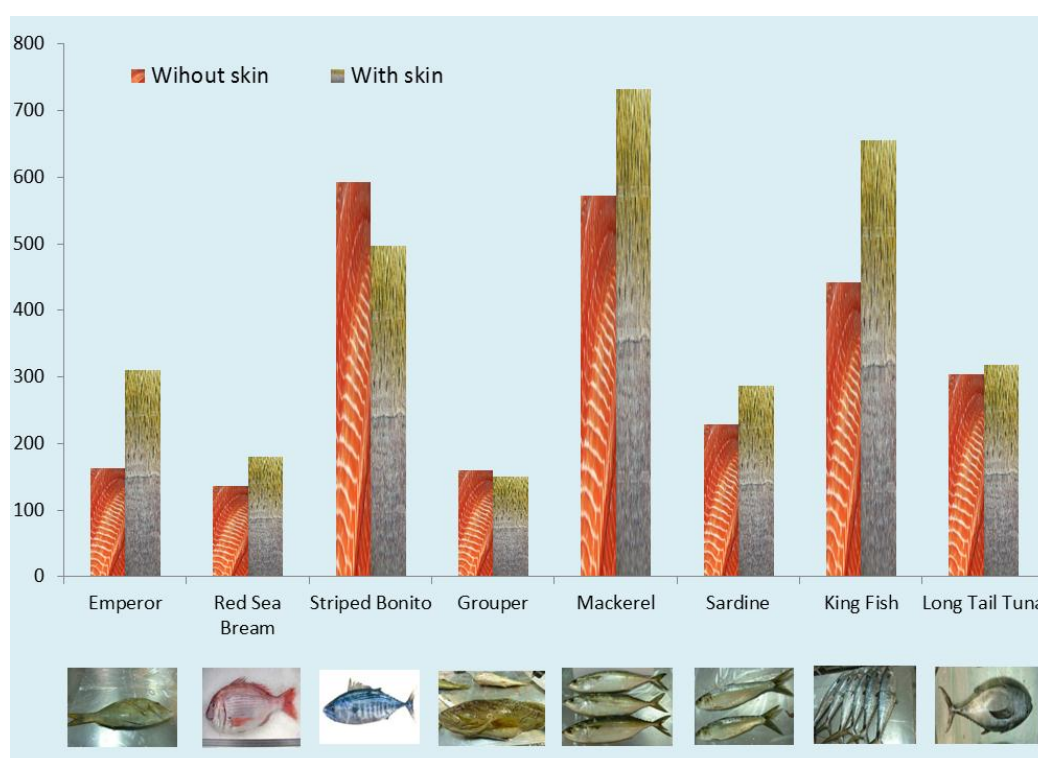 800
700
600
500
400
300
200
100
0
Wihout skin
With skin
Emperor
Red Sea
Bream
Striped Bonito
Grouper
Mackerel
Sardine
King Fish
Long Tail Tuna